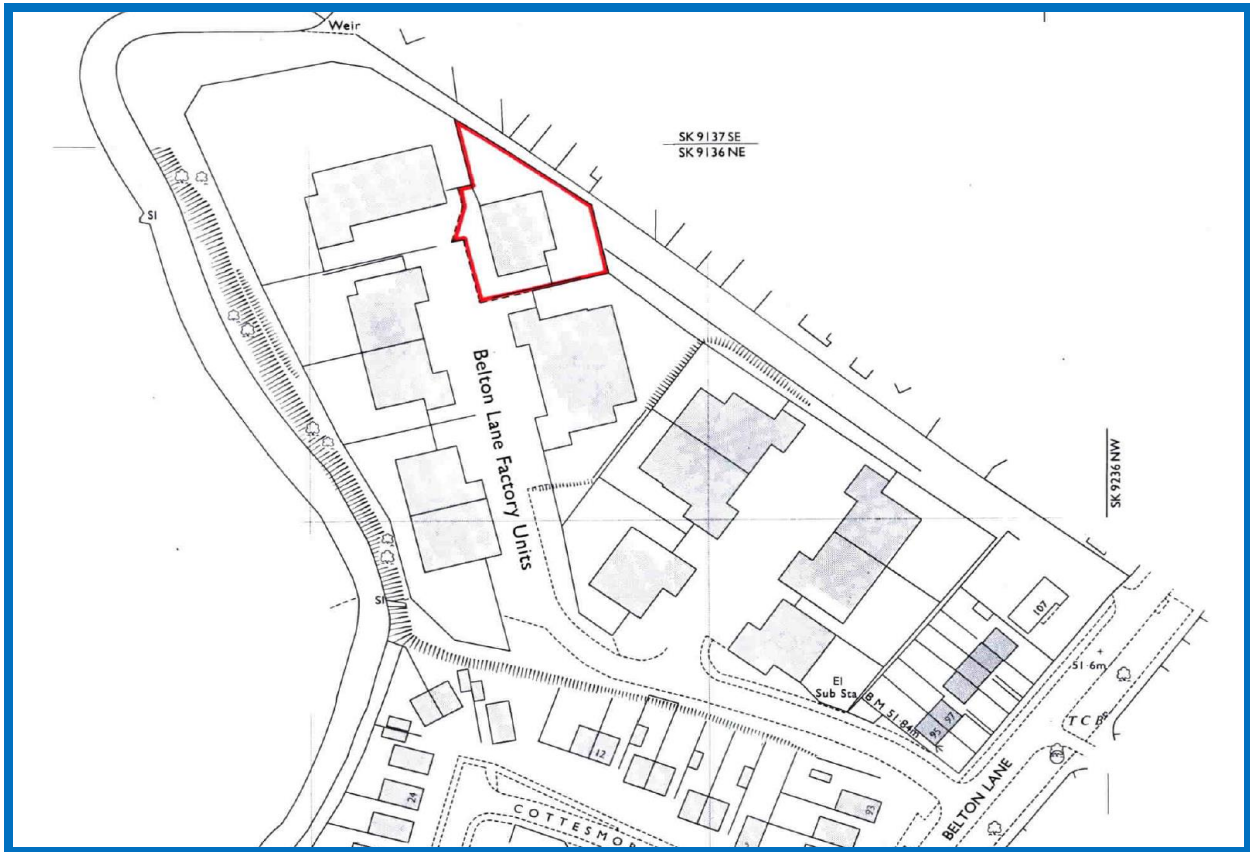 Weir
SK 9137 SE
SK 9136 NE
SI
SK 9236 NW
Belton Lane Factory Units
107
SI
51·6m
El
Sub Sta
B M 51·84m
95
97
T C B
12
24
93
COTTESMOR
BELTON LANE